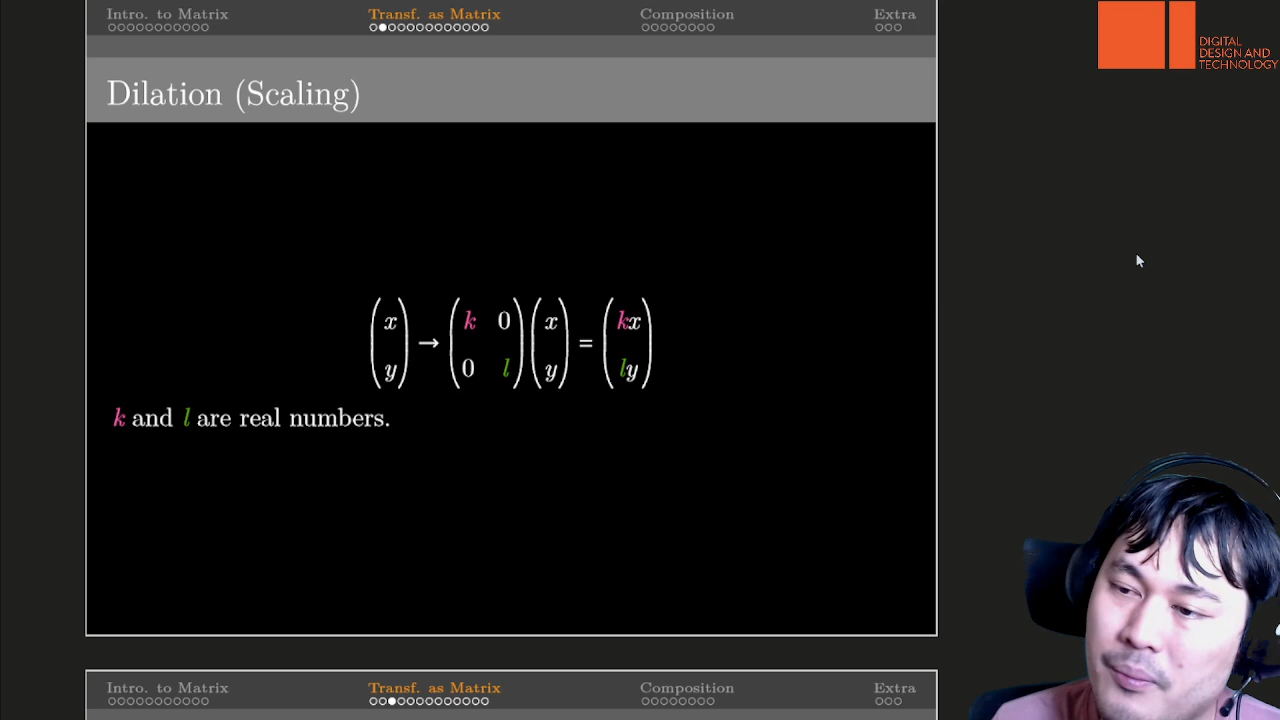 Intro. to Matrix Transf. as Matrix Composition Extra
DIGITAL
DESIGN AND
TECHNOLOGY
Dilation (Scaling)
(x y) → (k 0 0 l) (x y) = (kx ly)
k and l are real numbers.
Intro. to Matrix Transf. as Matrix Composition Extra